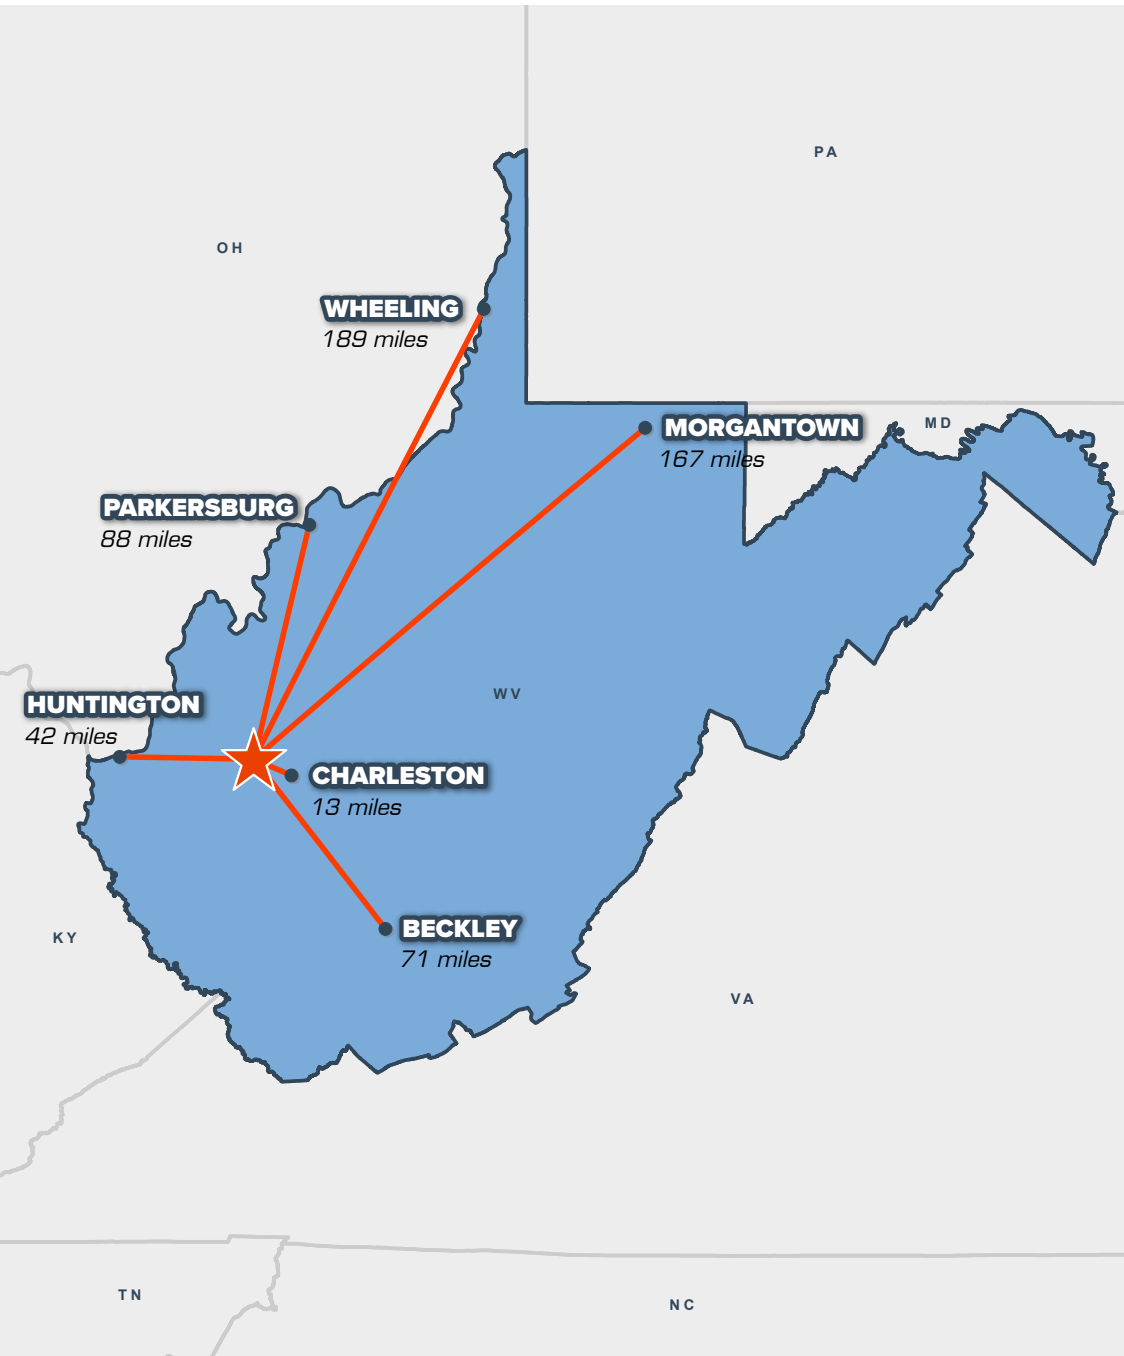 PA
OH
WHEELING
189 miles
MD
MORGANTOWN
167 miles
PARKERSBURG
88 miles
WV
HUNTINGTON
42 miles
CHARLESTON
13 miles
BECKLEY
71 miles
KY
VA
TN
NC